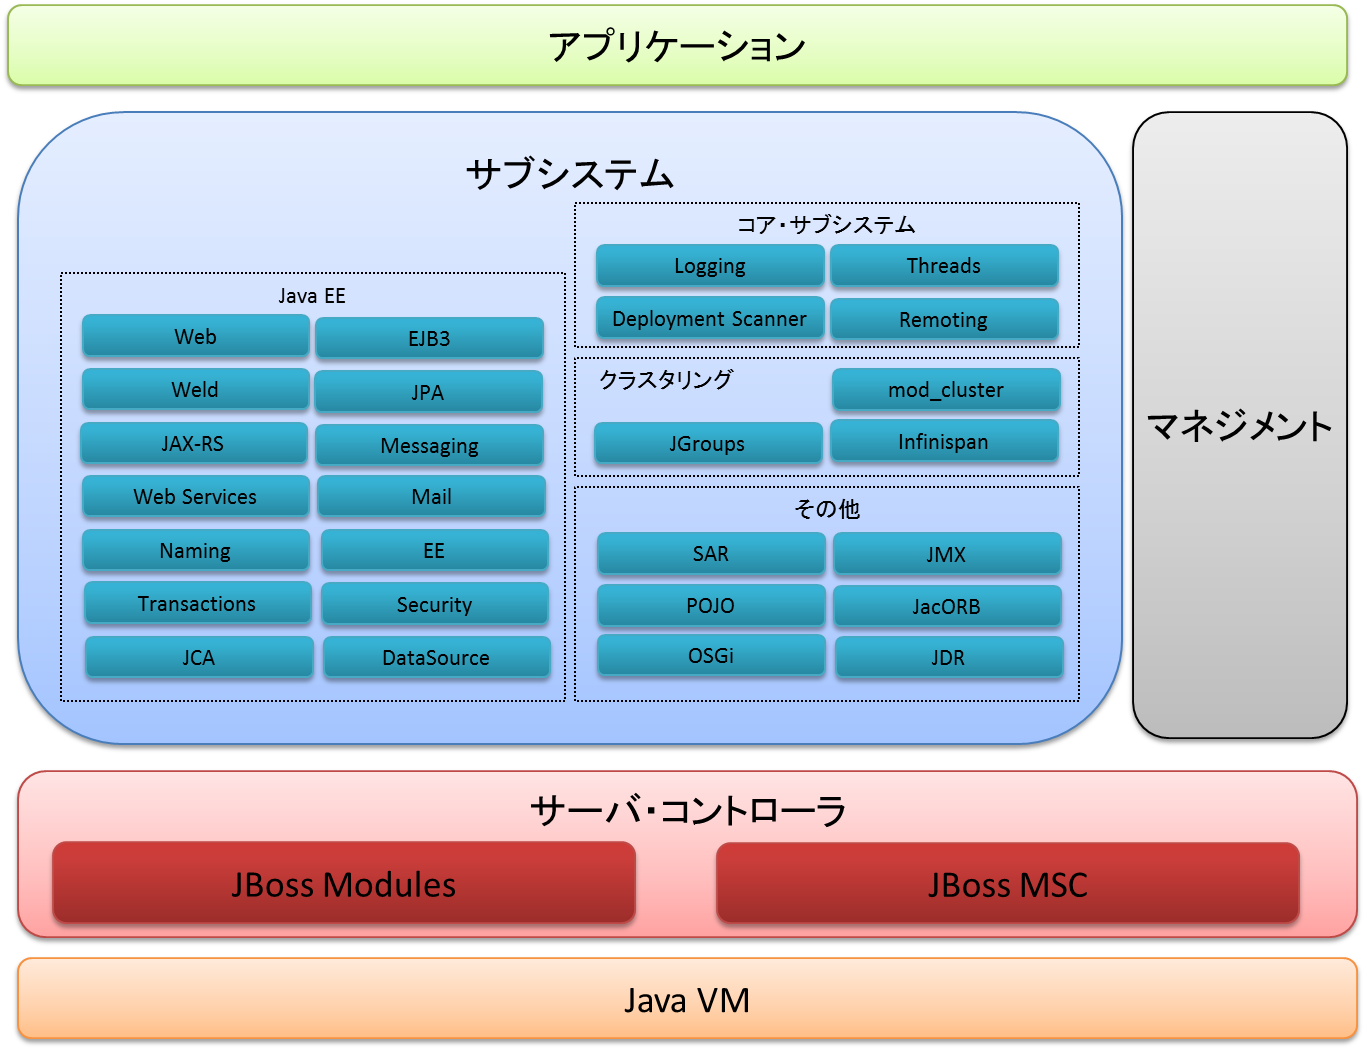 アプリケーション
サブシステム
Java EE
Web
EJB3
Weld
JPA
JAX-RS
Messaging
Web Services
Mail
Naming
EE
Transactions
Security
JCA
DataSource
コア・サブシステム
Logging
Threads
Deployment Scanner
Remoting
クラスタリング
mod_cluster
JGroups
Infinispan
その他
SAR
JMX
POJO
JacORB
OSGi
JDR
マネジメント
サーバ・コントローラ
JBoss Modules
JBoss MSC
Java VM